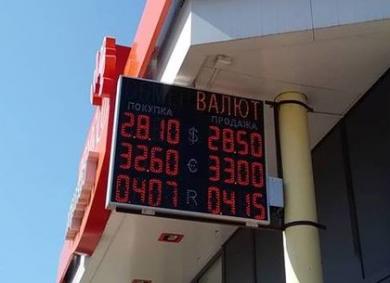 ВАЛЮТ
ПОКУПКА ПРОДАЖА
28.10 $ 28.50
32.60 € 33.00
0.407 R 0.415